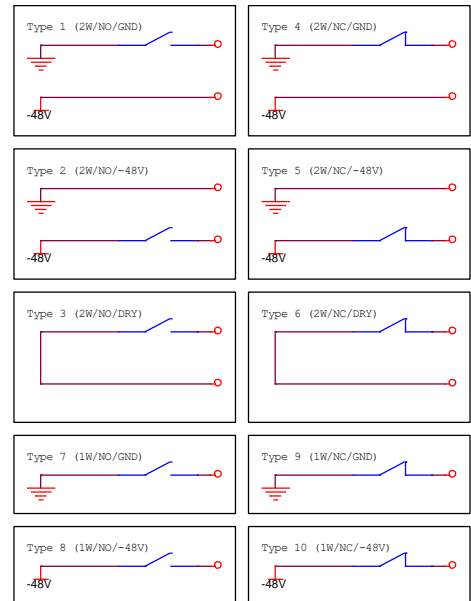 Type 1 (2W/NO/GND)
-48V
Type 4 (2W/NC/GND)
-48V
Type 2 (2W/NO/-48V)
-48V
Type 5 (2W/NC/-48V)
-48V
Type 3 (2W/NO/DRY)
Type 6 (2W/NC/DRY)
Type 7 (1W/NO/GND)
Type 9 (1W/NC/GND)
Type 8 (1W/NO/-48V)
-48V
Type 10 (1W/NC/-48V)
-48V